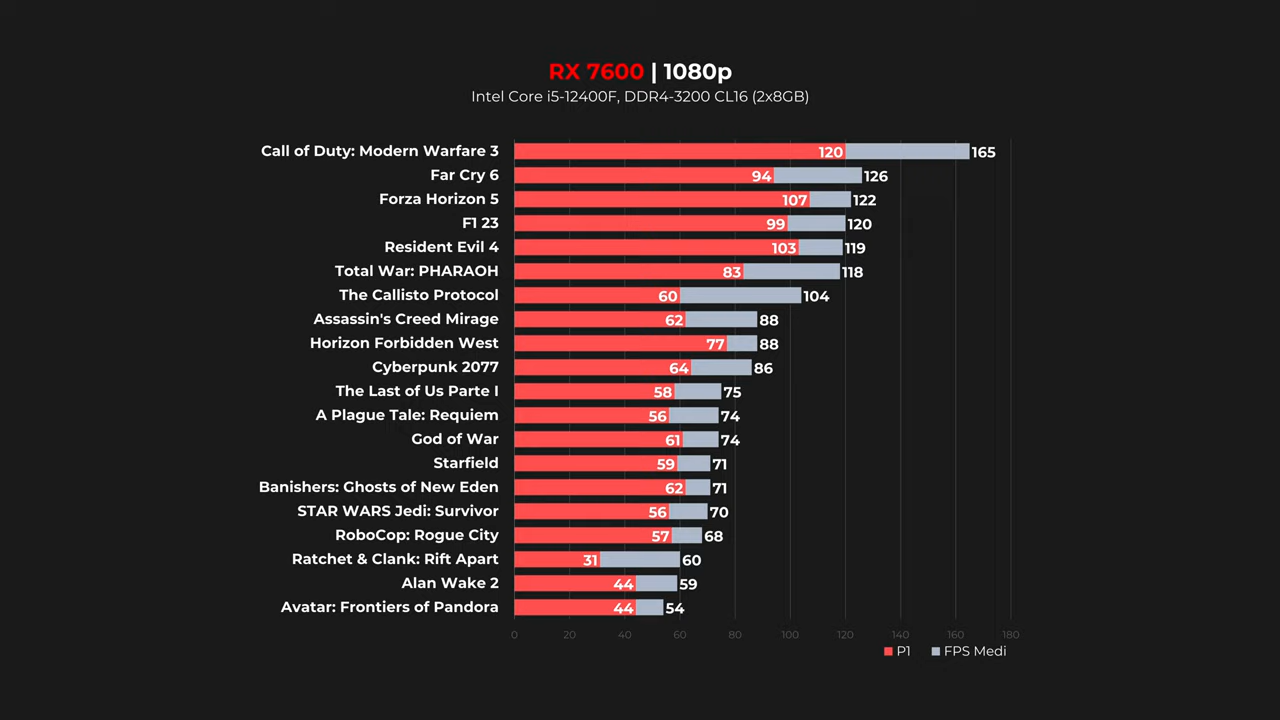 RX 7600 | 1080p
Intel Core i5-12400F, DDR4-3200 CL16 (2x8GB)
Call of Duty: Modern Warfare 3 120 165
Far Cry 6 94 126
Forza Horizon 5 107 122
F1 23 99 120
Resident Evil 4 103 119
Total War: PHARAOH 83 118
The Callisto Protocol 60 104
Assassin's Creed Mirage 62 88
Horizon Forbidden West 77 88
Cyberpunk 2077 64 86
The Last of Us Parte I 58 75
A Plague Tale: Requiem 56 74
God of War 61 74
Starfield 59 71
Banishers: Ghosts of New Eden 62 71
STAR WARS Jedi: Survivor 56 70
RoboCop: Rogue City 57 68
Ratchet & Clank: Rift Apart 31 60
Alan Wake 2 44 59
Avatar: Frontiers of Pandora 44 54
0 20 40 60 80 100 120 140 160 180
P1 FPS Medi